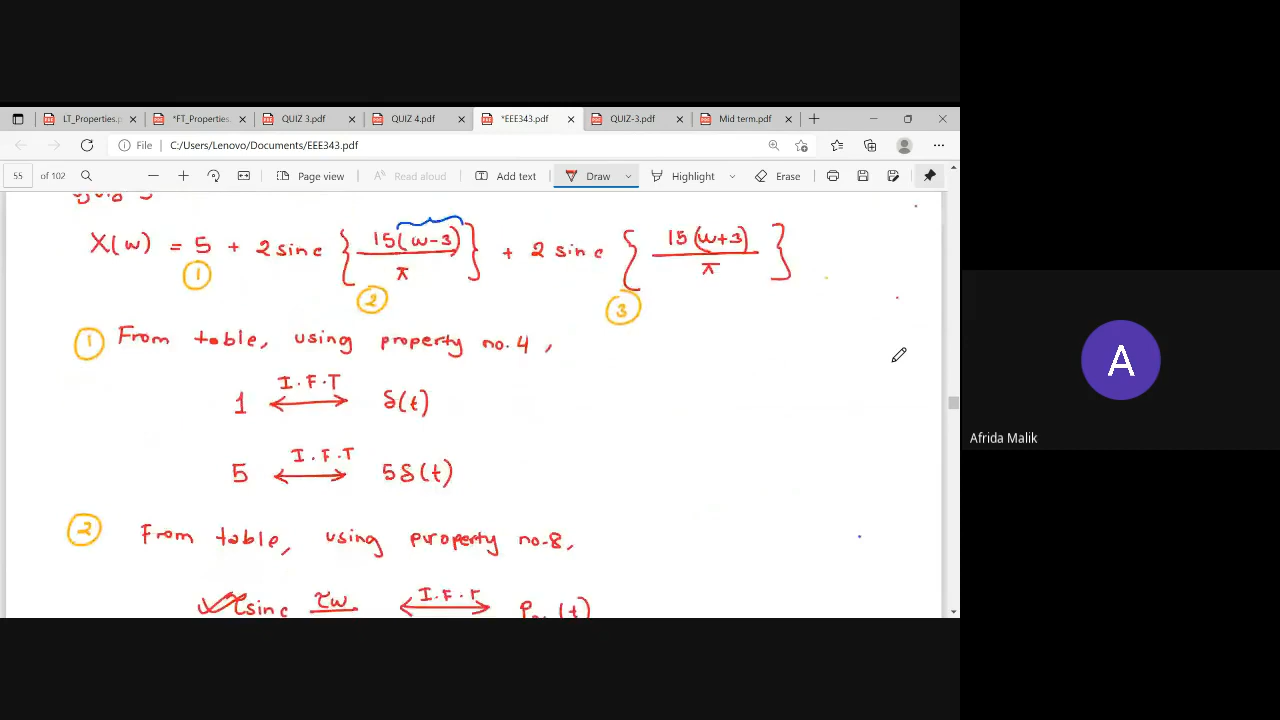 LT_Properties.p
*FT_Properties.
QUIZ 3.pdf
QUIZ 4.pdf
*EEE343.pdf
QUIZ-3.pdf
Mid term.pdf
File C:/Users/Lenovo/Documents/EEE343.pdf
55 of 102
Page view
Read aloud
Add text
Draw
Highlight
Erase
X(w) = 5 + 2 sinc { 15(w-3) / π } + 2 sinc { 15(w+3) / π }
1 2 3
1 From table, using property no. 4,
1 I.F.T δ(t)
5 I.F.T 5δ(t)
2 From table, using property no-8,
τ sinc τw I.F.T (t)
A
Afrida Malik